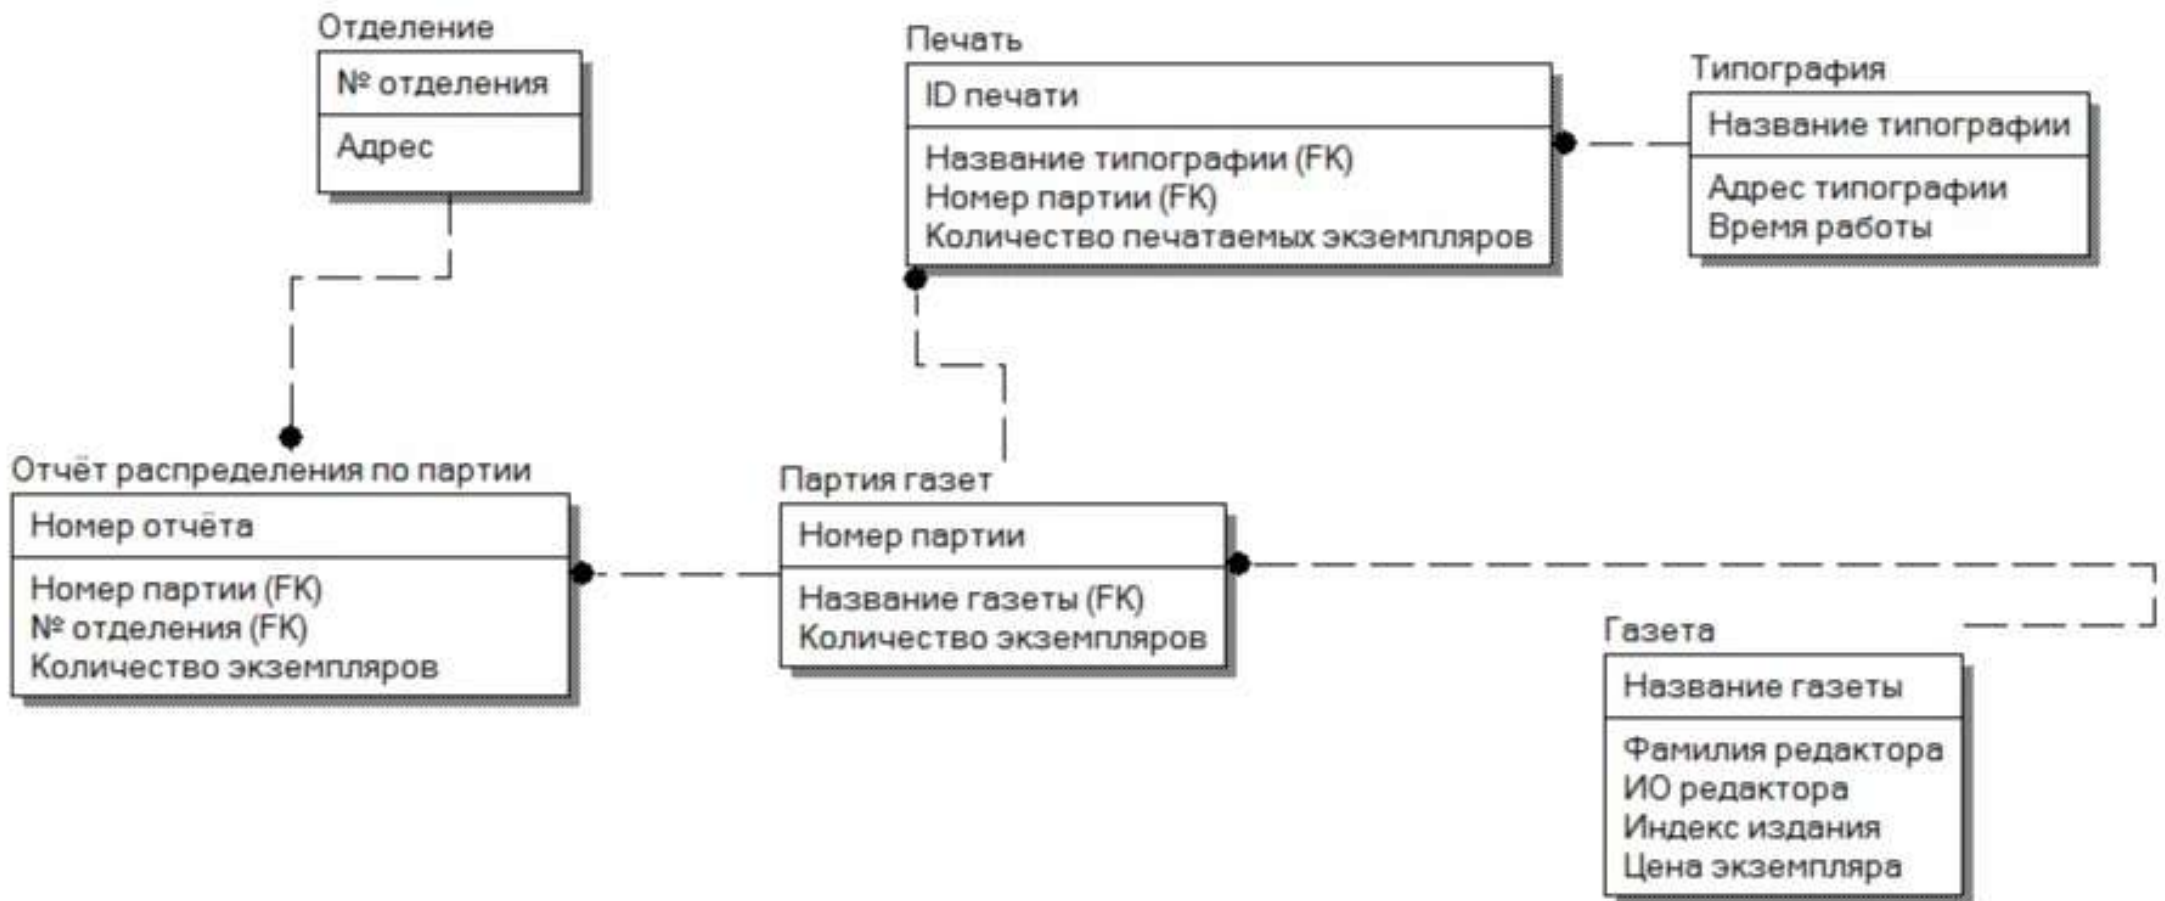 Отделение
№ отделения
Адрес
Печать
ID печати
Название типографии (FK)
Номер партии (FK)
Количество печатаемых экземпляров
Типография
Название типографии
Адрес типографии
Время работы
Отчёт распределения по партии
Номер отчёта
Номер партии (FK)
№ отделения (FK)
Количество экземпляров
Партия газет
Номер партии
Название газеты (FK)
Количество экземпляров
Газета
Название газеты
Фамилия редактора
ИО редактора
Индекс издания
Цена экземпляра